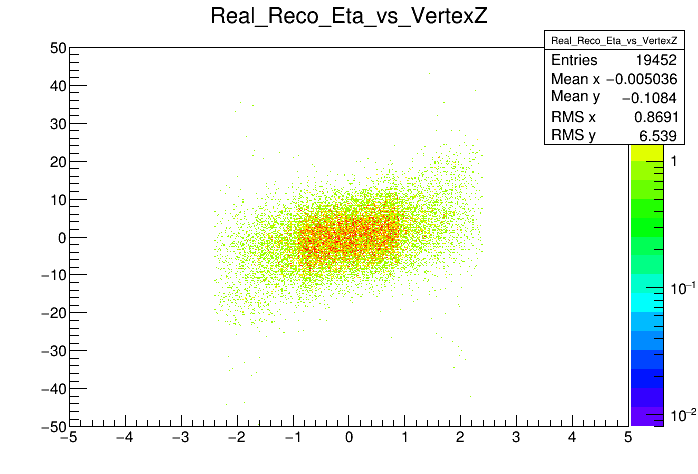 Real_Reco_Eta_vs_VertexZ
Real_Reco_Eta_vs_VertexZ
Entries 19452
Mean x −0.005036
Mean y −0.1084
RMS x 0.8691
RMS y 6.539
50
40
30
20
10
0
−10
−20
−30
−40
−50
−5 −4 −3 −2 −1 0 1 2 3 4 5
1
10−1
10−2